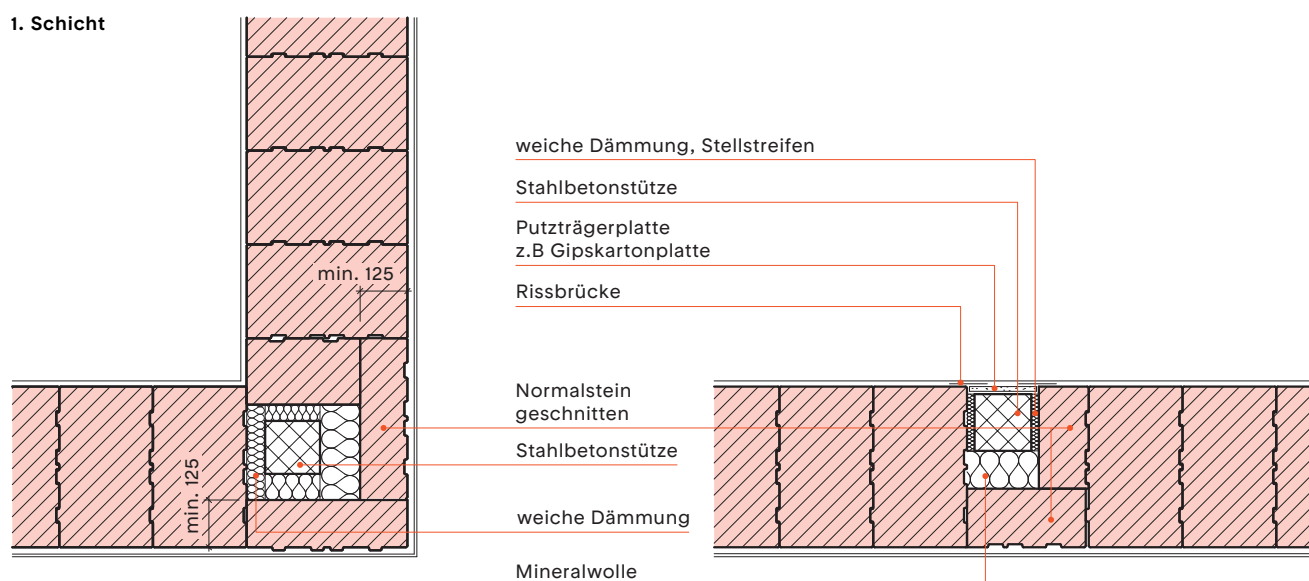 1. Schicht
weiche Dämmung, Stellstreifen
Stahlbetonstütze
Putzträgerplatte
z.B Gipskartonplatte
min. 125
Rissbrücke
Normalstein
geschnitten
Stahlbetonstütze
min. 125
weiche Dämmung
Mineralwolle